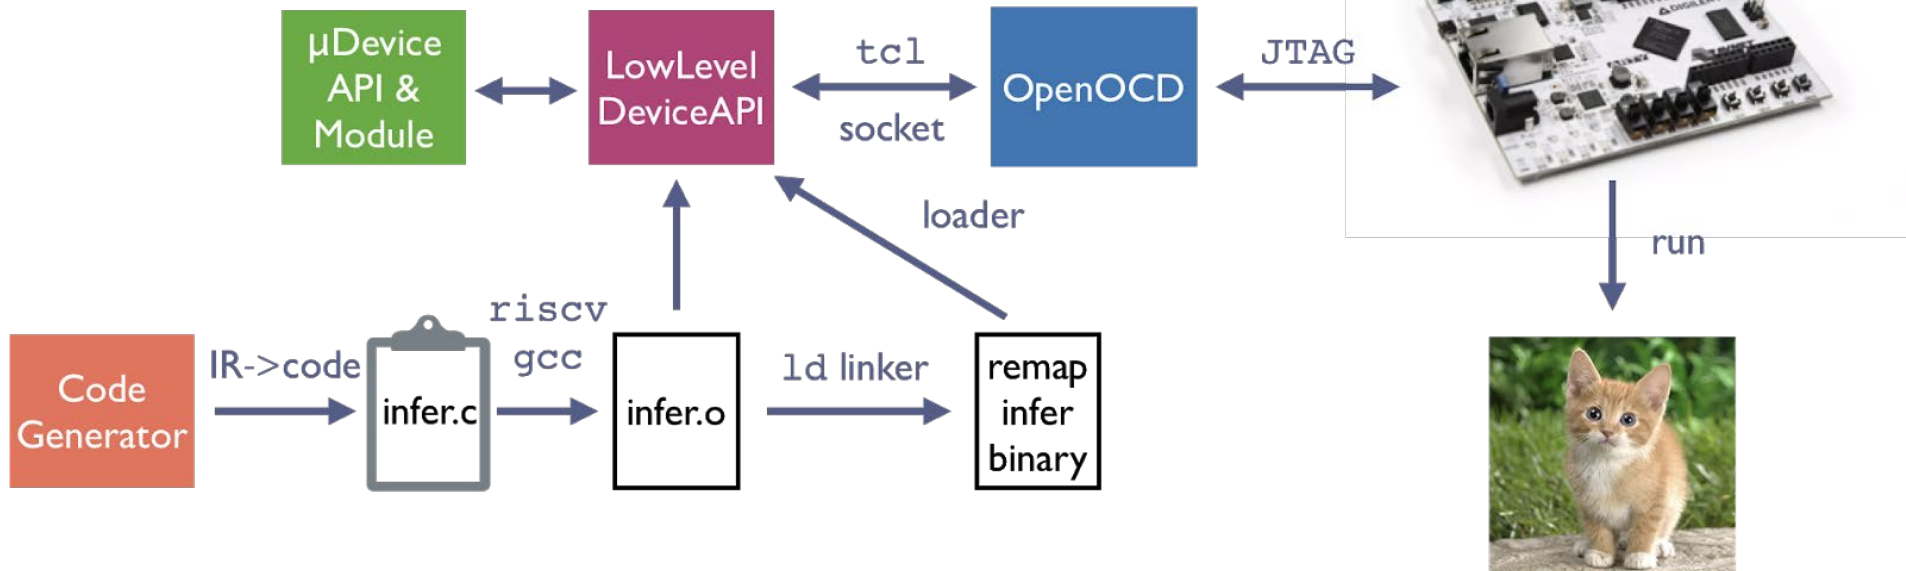 µDevice
API &
Module
LowLevel
DeviceAPI
tcl
socket
OpenOCD
JTAG
DIGILENT
loader
run
Code
Generator
IR->code
infer.c
riscv
gcc
infer.o
ld linker
remap
infer
binary